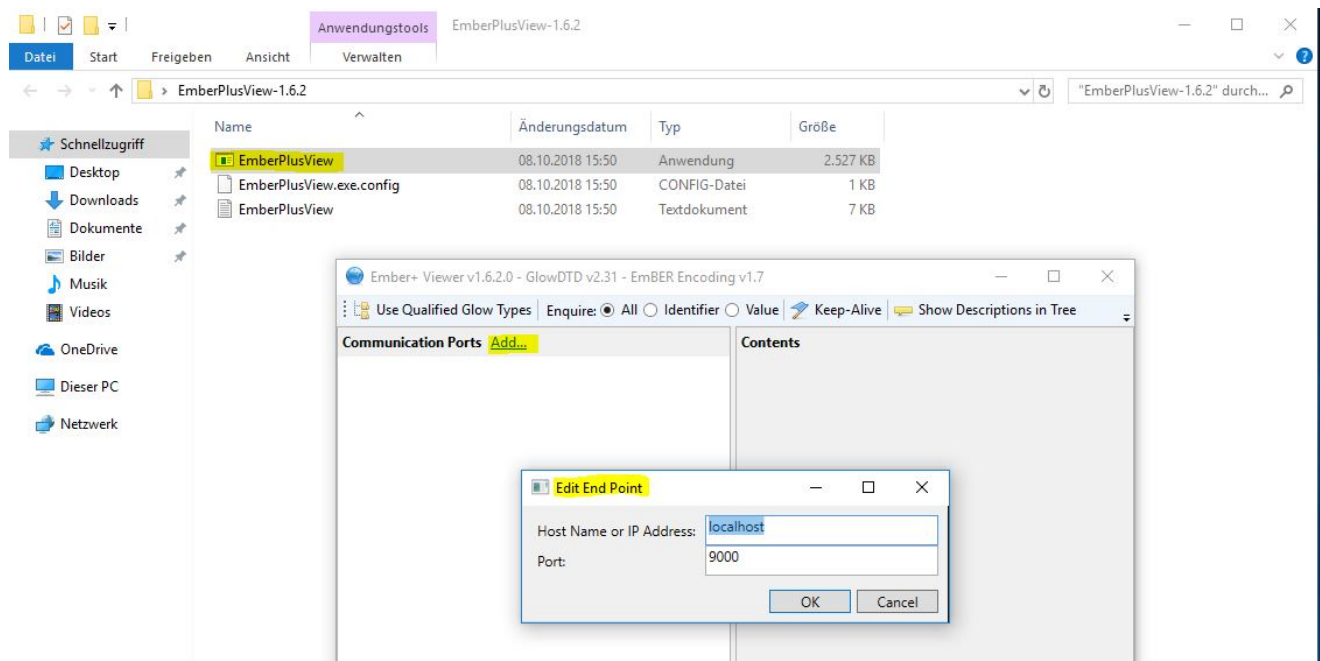 Anwendungstools EmberPlusView-1.6.2
Datei Start Freigeben Ansicht Verwalten
EmberPlusView-1.6.2
"EmberPlusView-1.6.2" durch...
Name Änderungsdatum Typ Größe
Schnellzugriff
Desktop
Downloads
Dokumente
Bilder
Musik
Videos
OneDrive
Dieser PC
Netzwerk
EmberPlusView 08.10.2018 15:50 Anwendung 2.527 KB
EmberPlusView.exe.config 08.10.2018 15:50 CONFIG-Datei 1 KB
EmberPlusView 08.10.2018 15:50 Textdokument 7 KB
Ember+ Viewer v1.6.2.0 - GlowDTD v2.31 - EmBER Encoding v1.7
Use Qualified Glow Types Enquire: All Identifier Value Keep-Alive Show Descriptions in Tree
Communication Ports Add... Contents
Edit End Point
Host Name or IP Address: localhost
Port: 9000
OK Cancel